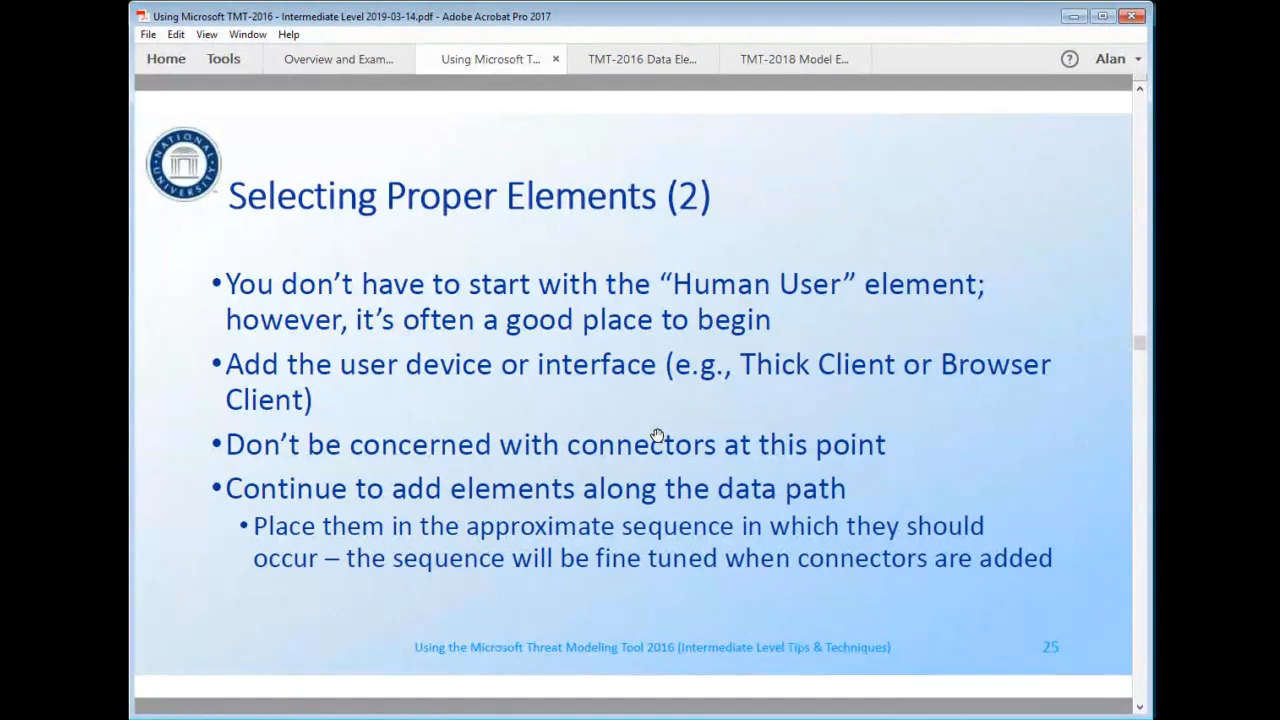 Using Microsoft TMT-2016 - Intermediate Level 2019-03-14.pdf - Adobe Acrobat Pro 2017
File Edit View Window Help
Home Tools Overview and Exam... Using Microsoft T... × TMT-2016 Data Ele... TMT-2018 Model E... ? Alan
NATIONAL UNIVERSITY
Selecting Proper Elements (2)
•You don’t have to start with the “Human User” element;
however, it’s often a good place to begin
•Add the user device or interface (e.g., Thick Client or Browser
Client)
•Don’t be concerned with connectors at this point
•Continue to add elements along the data path
•Place them in the approximate sequence in which they should
occur – the sequence will be fine tuned when connectors are added
Using the Microsoft Threat Modeling Tool 2016 (Intermediate Level Tips & Techniques) 25